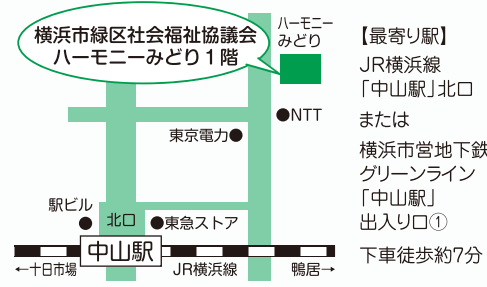 横浜市緑区社会福祉協議会
ハーモニーみどり1階
ハーモニー
みどり
NTT
東京電力
駅ビル
北口
東急ストア
中山駅
←十日市場
JR横浜線
鴨居→
【最寄り駅】
JR横浜線
「中山駅」北口
または
横浜市営地下鉄
グリーンライン
「中山駅」
出入り口①
下車徒歩約7分